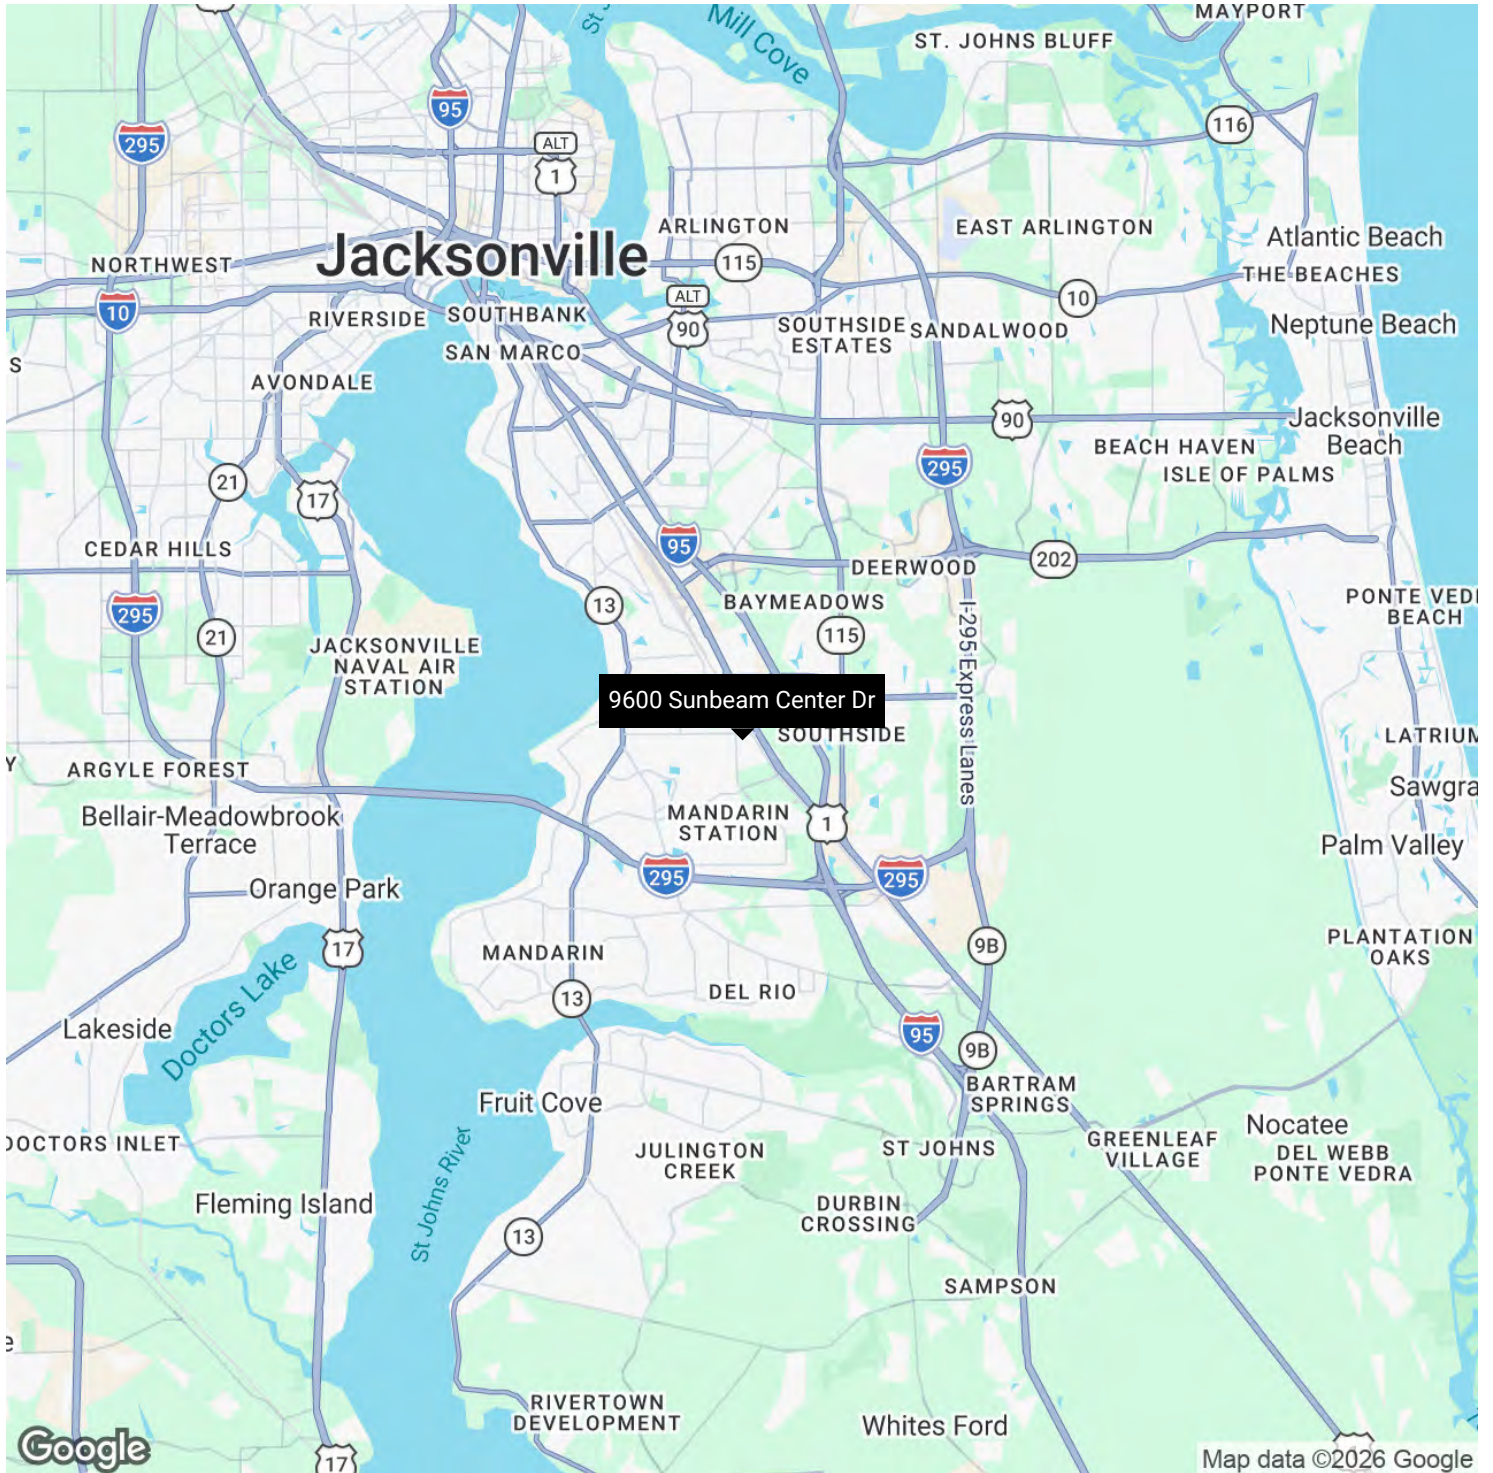 MAYPORT
Mill Cove
ST. JOHNS BLUFF
95
116
295
ALT
1
ARLINGTON
EAST ARLINGTON
Atlantic Beach
Jacksonville
NORTHWEST
115
THE BEACHES
10
ALT
10
RIVERSIDE
SOUTHBANK
90
SOUTHSIDE
ESTATES
SANDALWOOD
Neptune Beach
SAN MARCO
S
AVONDALE
90
Jacksonville
Beach
BEACH HAVEN
295
ISLE OF PALMS
21
17
CEDAR HILLS
95
202
DEERWOOD
295
13
BAYMEADOWS
PONTE VED
BEACH
21
115
JACKSONVILLE
NAVAL AIR
STATION
I-295 Express Lanes
9600 Sunbeam Center Dr
SOUTHSIDE
LATRIUM
Y
ARGYLE FOREST
Sawgra
Bellair-Meadowbrook
Terrace
MANDARIN
STATION
1
Palm Valley
295
295
Orange Park
17
MANDARIN
9B
PLANTATION
OAKS
Doctors Lake
13
DEL RIO
Lakeside
95
9B
BARTRAM
SPRINGS
Fruit Cove
Nocatee
DOCTORS INLET
St Johns River
JULINGTON
CREEK
ST JOHNS
GREENLEAF
VILLAGE
DEL WEBB
PONTE VEDRA
Fleming Island
DURBIN
CROSSING
13
SAMPSON
e
RIVERTOWN
DEVELOPMENT
Whites Ford
Google
17
Map data ©2026 Google